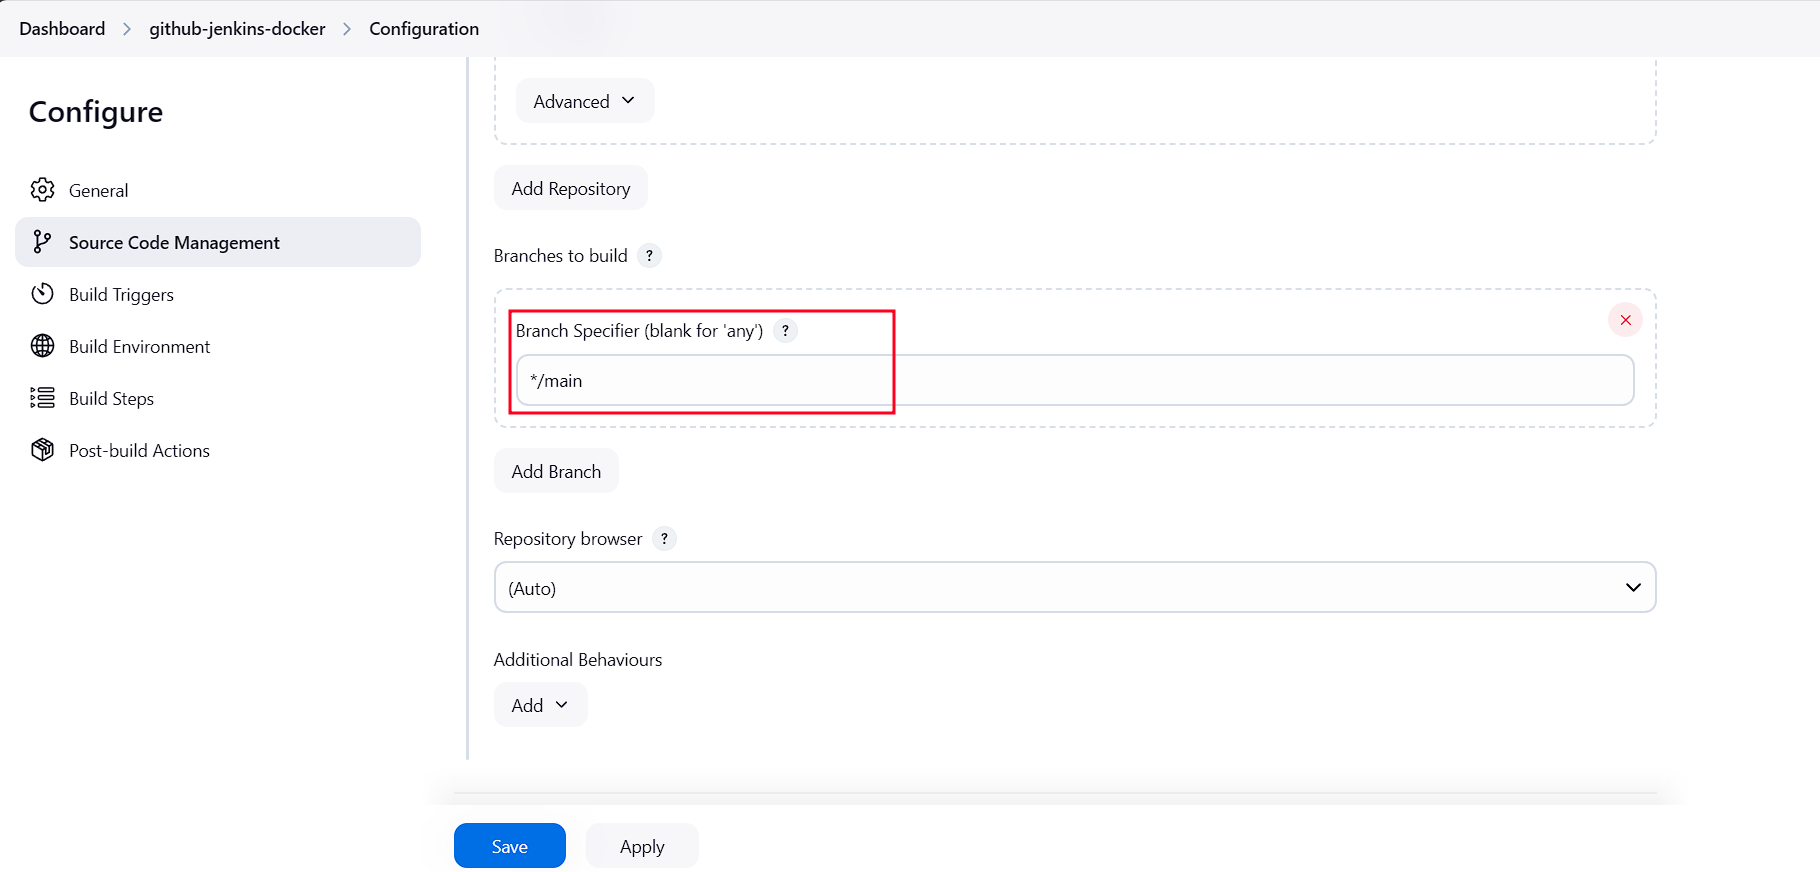 Dashboard > github-jenkins-docker > Configuration
Configure
General
Source Code Management
Build Triggers
Build Environment
Build Steps
Post-build Actions
Advanced
Add Repository
Branches to build ?
Branch Specifier (blank for 'any') ?
*/main
Add Branch
Repository browser ?
(Auto)
Additional Behaviours
Add
Save
Apply